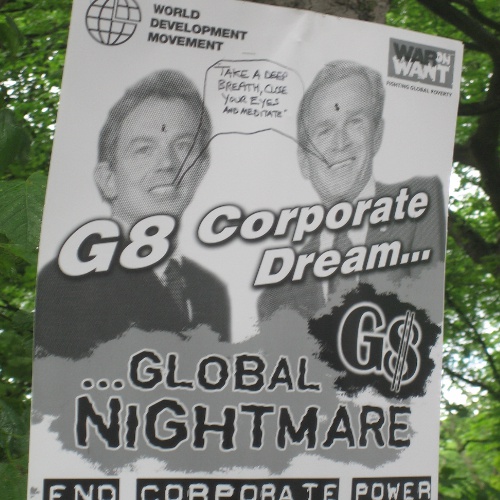 WORLD
DEVELOPMENT
MOVEMENT
WAR ON
WANT
FIGHTING GLOBAL POVERTY
TAKE A DEEP
BREATH, CLOSE
YOUR EYES
AND MEDITATE"
£
$
G8 Corporate
Dream...
G8
...GLOBAL
NIGHTMARE
END CORPORATE POWER